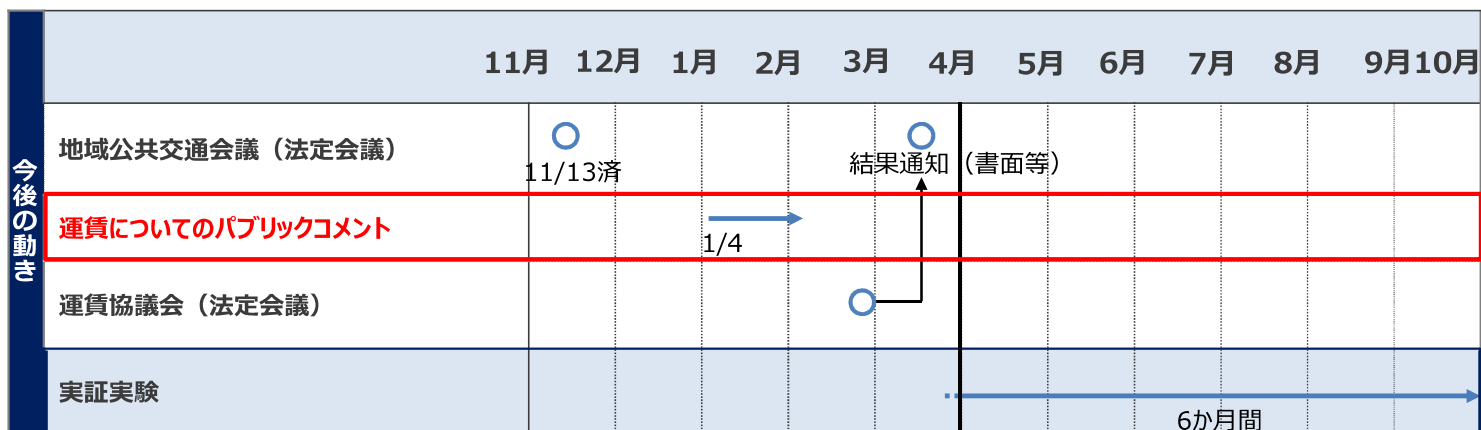 今後の動き
11月 12月 1月 2月 3月 4月 5月 6月 7月 8月 9月 10月
地域公共交通会議（法定会議）
11/13済
結果通知（書面等）
運賃についてのパブリックコメント
1/4
運賃協議会（法定会議）
実証実験
6か月間